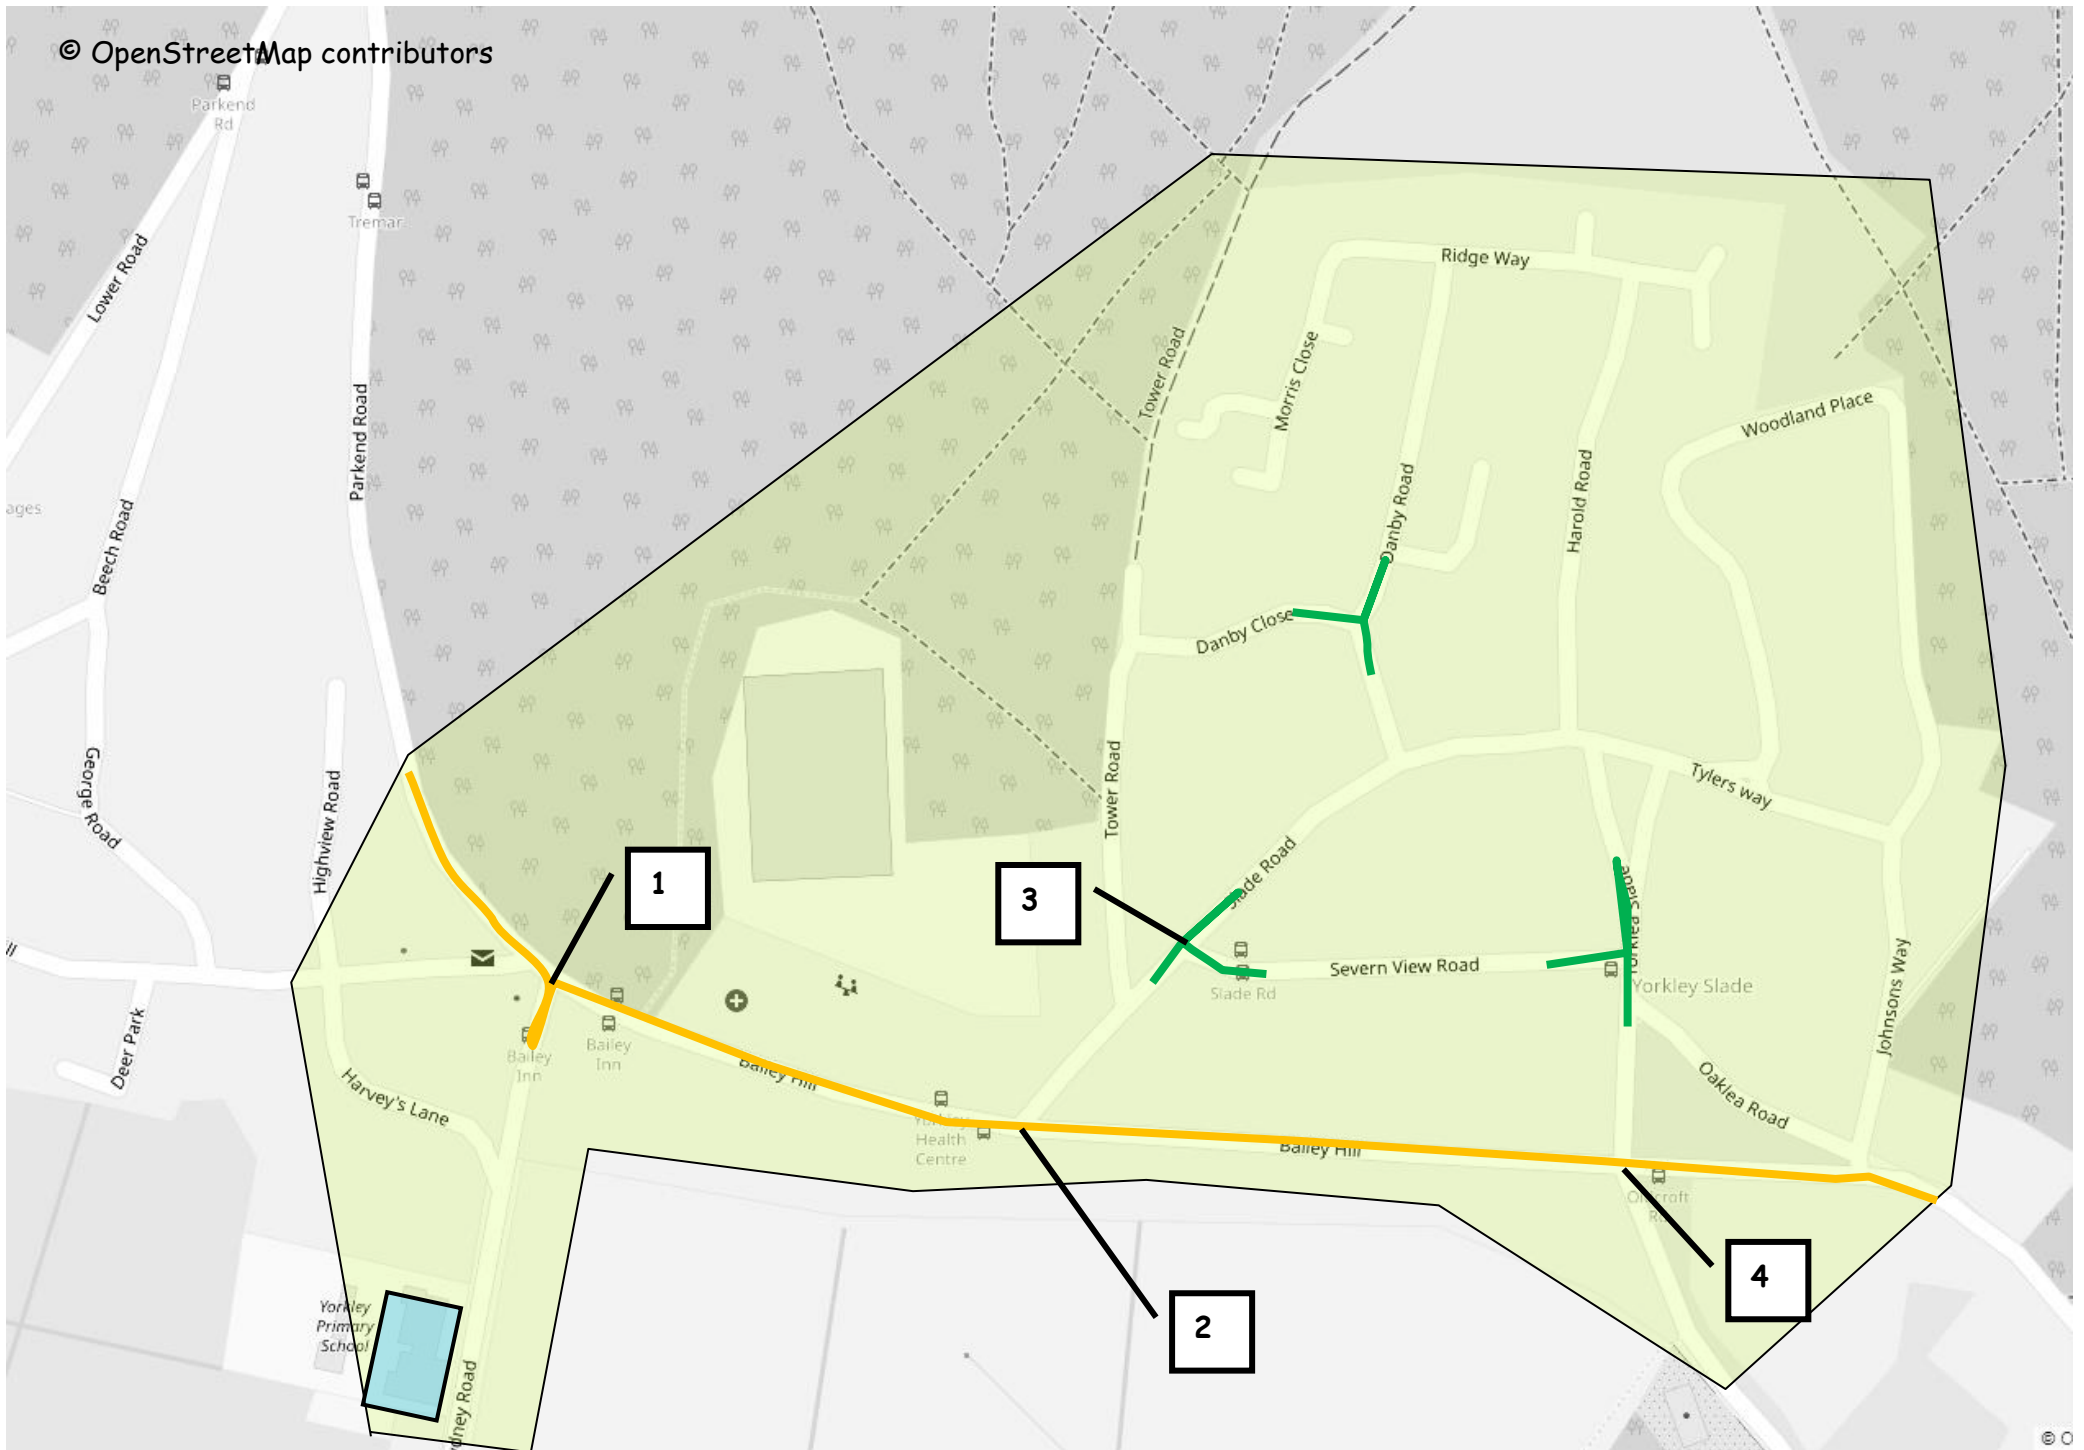 © OpenStreetMap contributors
Parkend
Rd
Tremar
Lower Road
Ridge Way
Tower Road
Morris Close
Woodland Place
Parkend Road
ages
Beech Road
Danby Road
Harold Road
Danby Close
George Road
Highview Road
Tower Road
Tylers way
Slade Road
1
3
Severn View Road
Slade Rd
Yorkley Slade
Johnsons Way
Deer Park
Bailey
Inn
Bailey
Inn
Bailey Hill
Harvey's Lane
Oaklea Road
Health
Centre
Bailey Hill
4
2
Yorkley
Primary
School
dney Road